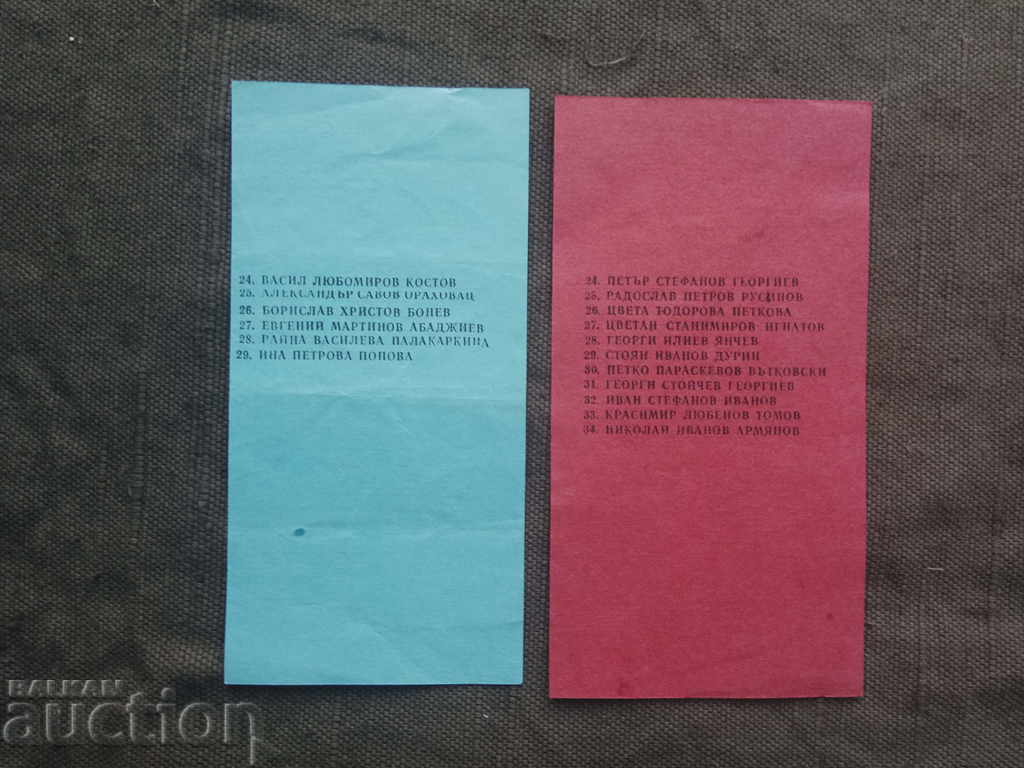 24. ВАСИЛ ЛЮБОМИРОВ КОСТОВ
25. АЛЕКСАНДЪР САВОВ ОРАХОВАЦ
26. БОРИСЛАВ ХРИСТОВ БОНЕВ
27. ЕВГЕНИЙ МАРТИНОВ АБАДЖИЕВ
28. РАЙНА ВАСИЛЕВА ПАЛАКАРКИНА
29. ИНА ПЕТРОВА ПОПОВА
24. ПЕТЪР СТЕФАНОВ ГЕОРГИЕВ
25. РАДОСЛАВ ПЕТРОВ РУСИНОВ
26. ЦВЕТА ТОДОРОВА ПЕТКОВА
27. ЦВЕТАН СТАНИМИРОВ ИГНАТОВ
28. ГЕОРГИ ИЛИЕВ ЯНЧЕВ
29. СТОЯН ИВАНОВ ДУРИН
30. ПЕТКО ПАРАСКЕВОВ ВЪТКОВСКИ
31. ГЕОРГИ СТОЙЧЕВ ГЕОРГИЕВ
32. ИВАН СТЕФАНОВ ИВАНОВ
33. КРАСИМИР ЛЮБЕНОВ ТОМОВ
34. НИКОЛАЙ ИВАНОВ АРМЯНОВ
BALKAN
auction